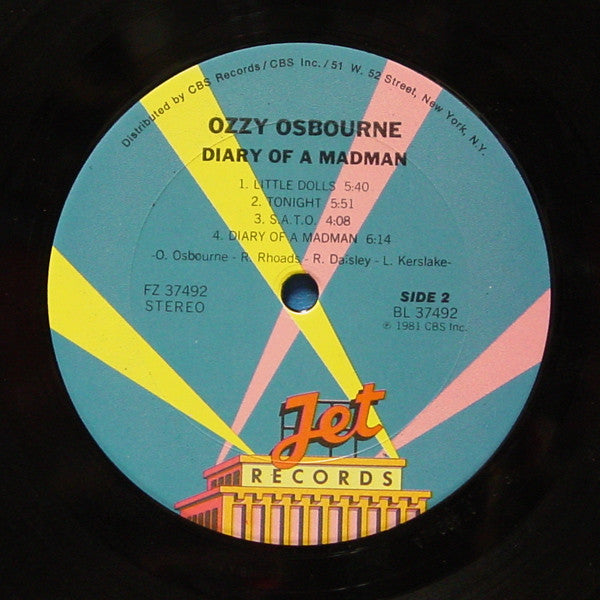 Distributed by CBS Records/CBS Inc./51 W. 52 Street, New York, N.Y.
OZZY OSBOURNE
DIARY OF A MADMAN
1. LITTLE DOLLS 5:40
2. TONIGHT 5:51
3. S.A.T.O. 4:08
4. DIARY OF A MADMAN 6:14
-O. Osbourne - R. Rhoads - R. Daisley - L. Kerslake-
FZ 37492
STEREO
SIDE 2
BL 37492
℗ 1981 CBS Inc.
Jet
RECORDS